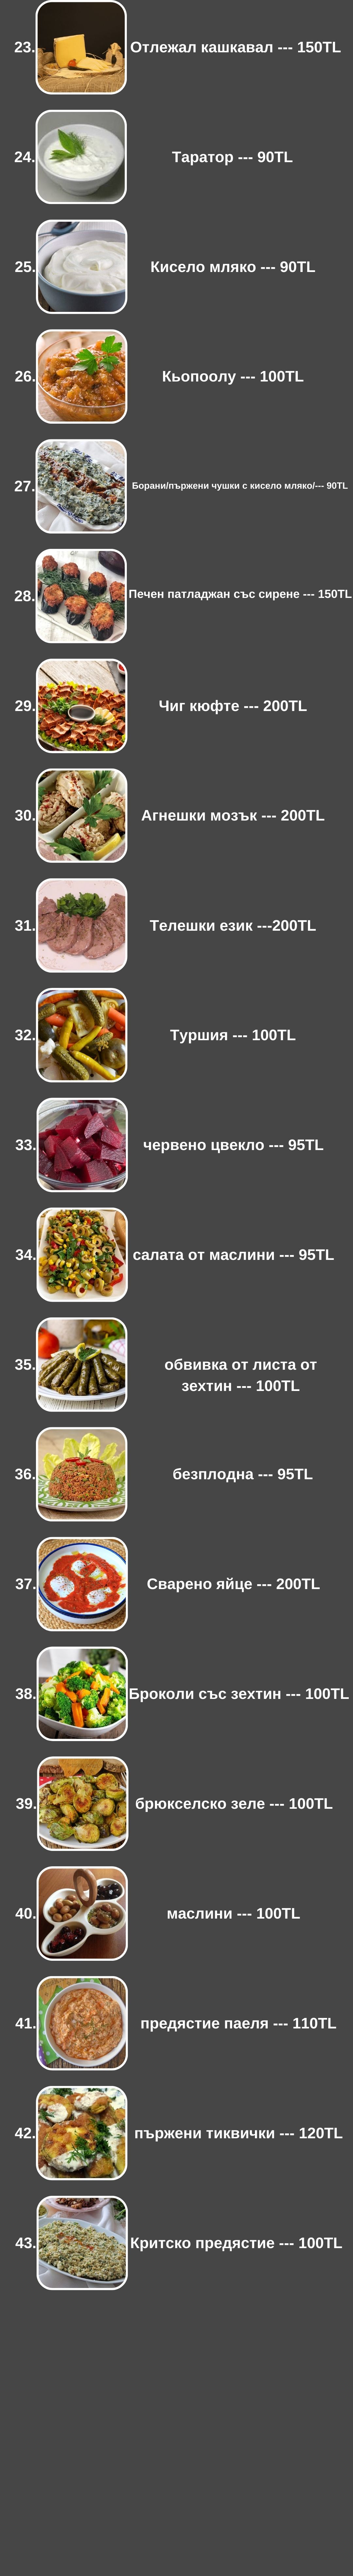 23. Отлежал кашкавал --- 150TL
24. Таратор --- 90TL
25. Кисело мляко --- 90TL
26. Кьопоолу --- 100TL
27. Борани/пържени чушки с кисело мляко/--- 90TL
28. Печен патладжан със сирене --- 150TL
29. Чиг кюфте --- 200TL
30. Агнешки мозък --- 200TL
31. Телешки език ---200TL
32. Туршия --- 100TL
33. червено цвекло --- 95TL
34. салата от маслини --- 95TL
35. обвивка от листа от
зехтин --- 100TL
36. безплодна --- 95TL
37. Сварено яйце --- 200TL
38. Броколи със зехтин --- 100TL
39. брюкселско зеле --- 100TL
40. маслини --- 100TL
41. предястие паеля --- 110TL
42. пържени тиквички --- 120TL
43. Критско предястие --- 100TL